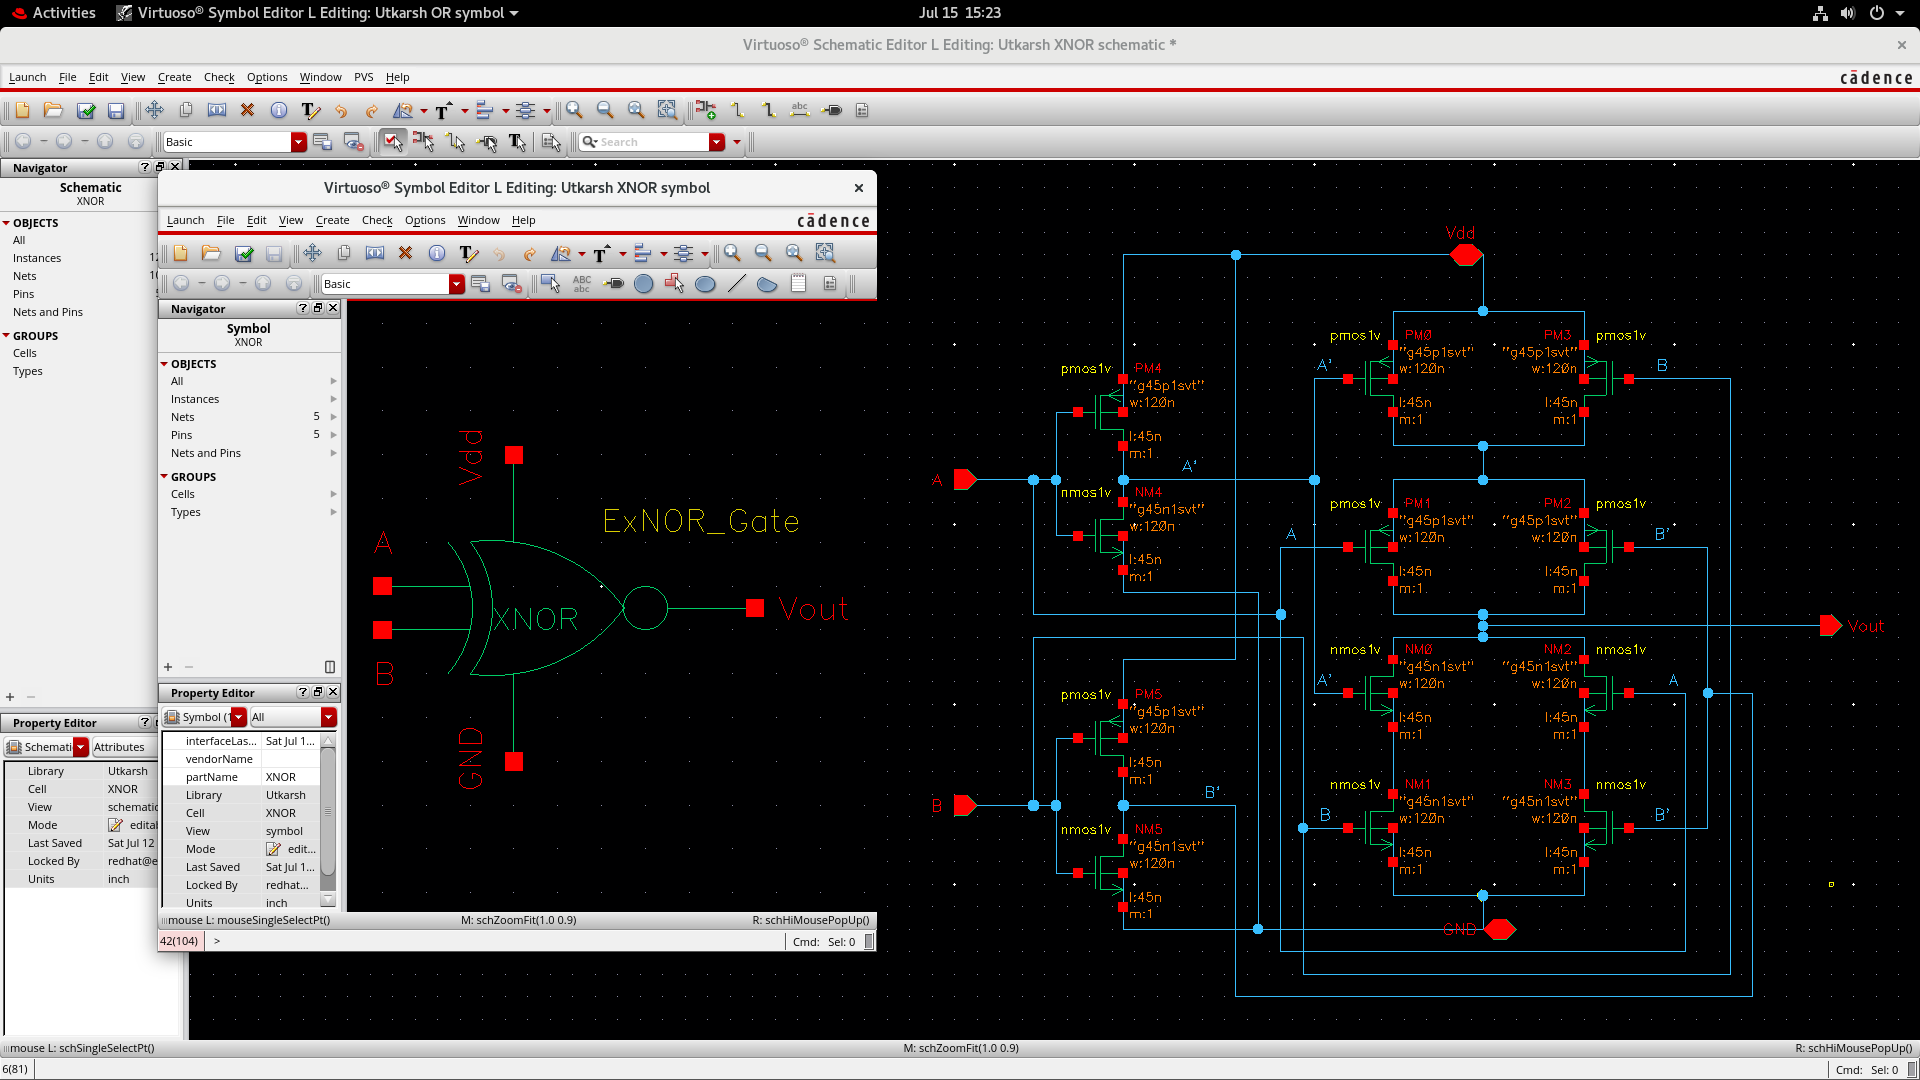 Activities
Virtuoso® Symbol Editor L Editing: Utkarsh OR symbol
Jul 15 15:23
Virtuoso® Schematic Editor L Editing: Utkarsh XNOR schematic *
Launch File Edit View Create Check Options Window PVS Help
cādence
Basic
Search
Navigator
Schematic
XNOR
OBJECTS
All
Instances
Nets
Pins
Nets and Pins
GROUPS
Cells
Types
Property Editor
Attributes
Library Utkarsh
Cell XNOR
View schematic
Mode
Last Saved Sat Jul 12
Locked By redhat@e
Units inch
Virtuoso® Symbol Editor L Editing: Utkarsh XNOR symbol
Launch File Edit View Create Check Options Window Help
cādence
Basic
Navigator
Symbol
XNOR
OBJECTS
All
Instances
Nets 5
Pins 5
Nets and Pins
GROUPS
Cells
Types
Property Editor
Symbol (1 All
interfaceLas... Sat Jul 1...
vendorName
partName XNOR
Library Utkarsh
Cell XNOR
View symbol
Mode edit...
Last Saved Sat Jul 1...
Locked By redhat...
Units inch
Vdd
ExNOR_Gate
A
XNOR
Vout
B
GND
mouse L: mouseSingleSelectPt() M: schZoomFit(1.0 0.9) R: schHiMousePopUp()
42(104) > Cmd: Sel: 0
Vdd
pmos1v PM0 PM3 pmos1v
"g45p1svt" "g45p1svt"
A' w:120n w:120n B
l:45n l:45n
m:1 m:1
pmos1v PM4
"g45p1svt"
w:120n
l:45n
m:1
A A'
nmos1v NM4
"g45n1svt"
w:120n
l:45n
m:1
pmos1v PM1 PM2 pmos1v
"g45p1svt" "g45p1svt"
A w:120n w:120n B'
l:45n l:45n
m:1 m:1
Vout
nmos1v NM0 NM2 nmos1v
"g45n1svt" "g45n1svt"
A' w:120n w:120n A
l:45n l:45n
m:1 m:1
pmos1v PM5
"g45p1svt"
w:120n
l:45n
m:1
B B'
nmos1v NM5
"g45n1svt"
w:120n
l:45n
m:1
nmos1v NM1 NM3 nmos1v
"g45n1svt" "g45n1svt"
B w:120n w:120n B'
l:45n l:45n
m:1 m:1
GND
mouse L: schSingleSelectPt() M: schZoomFit(1.0 0.9) R: schHiMousePopUp()
6(81) Cmd: Sel: 0